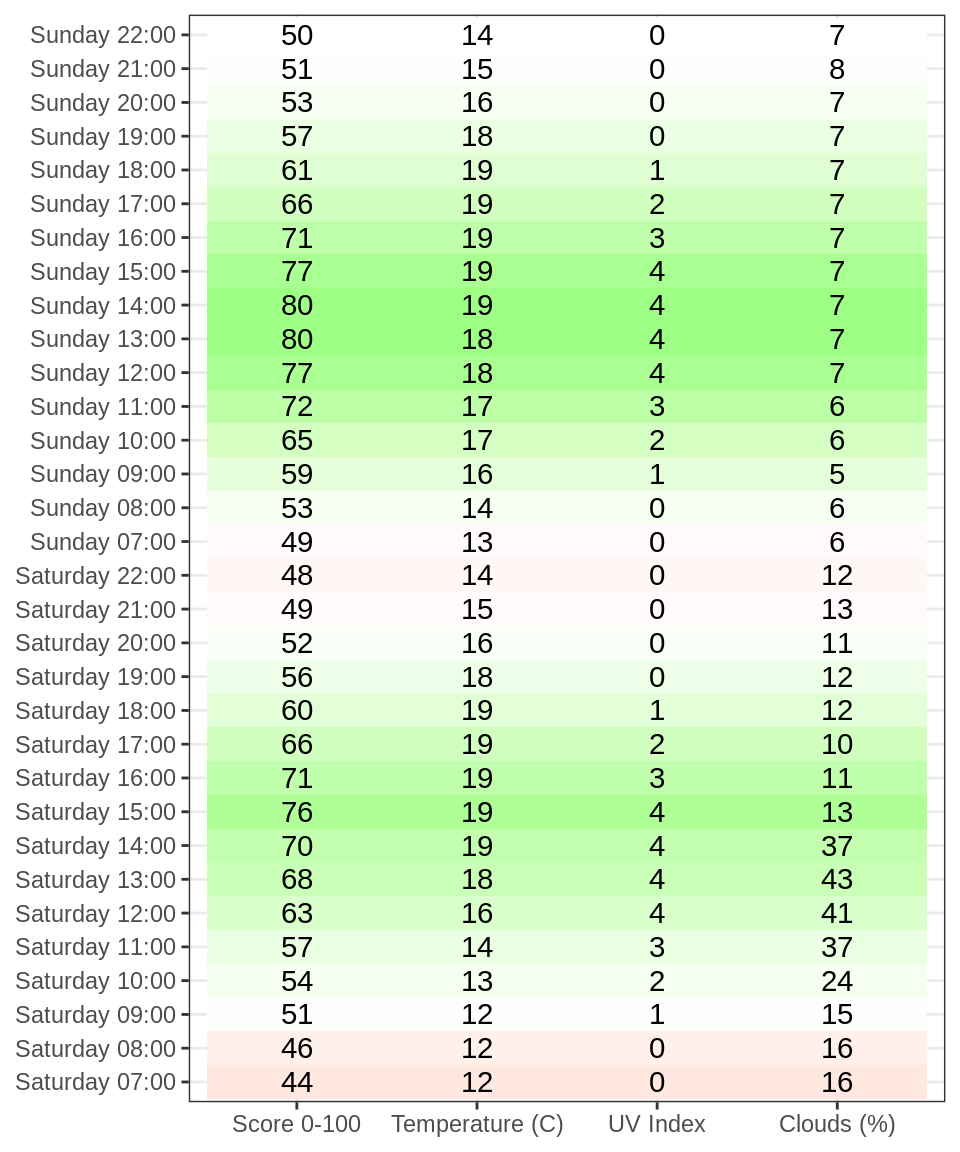 Sunday 22:00 50 14 0 7
Sunday 21:00 51 15 0 8
Sunday 20:00 53 16 0 7
Sunday 19:00 57 18 0 7
Sunday 18:00 61 19 1 7
Sunday 17:00 66 19 2 7
Sunday 16:00 71 19 3 7
Sunday 15:00 77 19 4 7
Sunday 14:00 80 19 4 7
Sunday 13:00 80 18 4 7
Sunday 12:00 77 18 4 7
Sunday 11:00 72 17 3 6
Sunday 10:00 65 17 2 6
Sunday 09:00 59 16 1 5
Sunday 08:00 53 14 0 6
Sunday 07:00 49 13 0 6
Saturday 22:00 48 14 0 12
Saturday 21:00 49 15 0 13
Saturday 20:00 52 16 0 11
Saturday 19:00 56 18 0 12
Saturday 18:00 60 19 1 12
Saturday 17:00 66 19 2 10
Saturday 16:00 71 19 3 11
Saturday 15:00 76 19 4 13
Saturday 14:00 70 19 4 37
Saturday 13:00 68 18 4 43
Saturday 12:00 63 16 4 41
Saturday 11:00 57 14 3 37
Saturday 10:00 54 13 2 24
Saturday 09:00 51 12 1 15
Saturday 08:00 46 12 0 16
Saturday 07:00 44 12 0 16
Score 0-100 Temperature (C) UV Index Clouds (%)